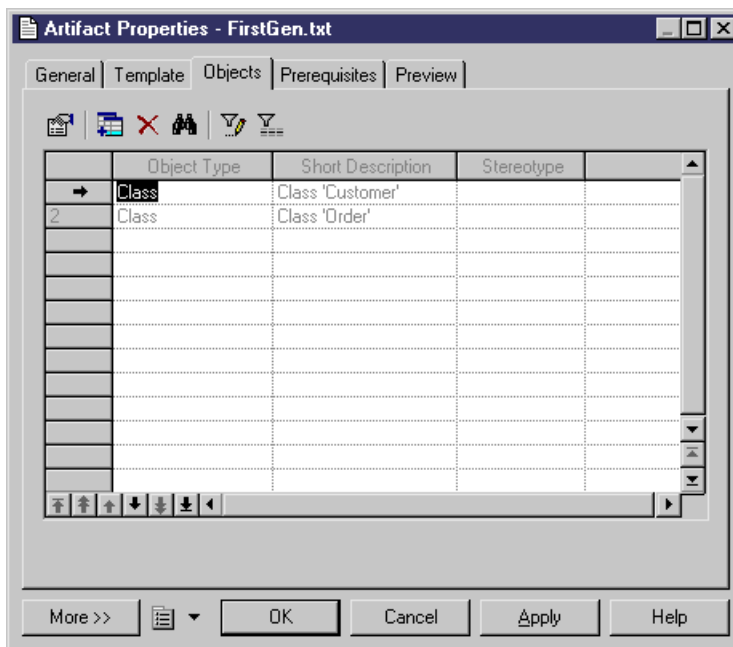 Artifact Properties - FirstGen.txt
General Template Objects Prerequisites Preview
Object Type Short Description Stereotype
Class Class 'Customer'
2 Class Class 'Order'
More >> OK Cancel Apply Help